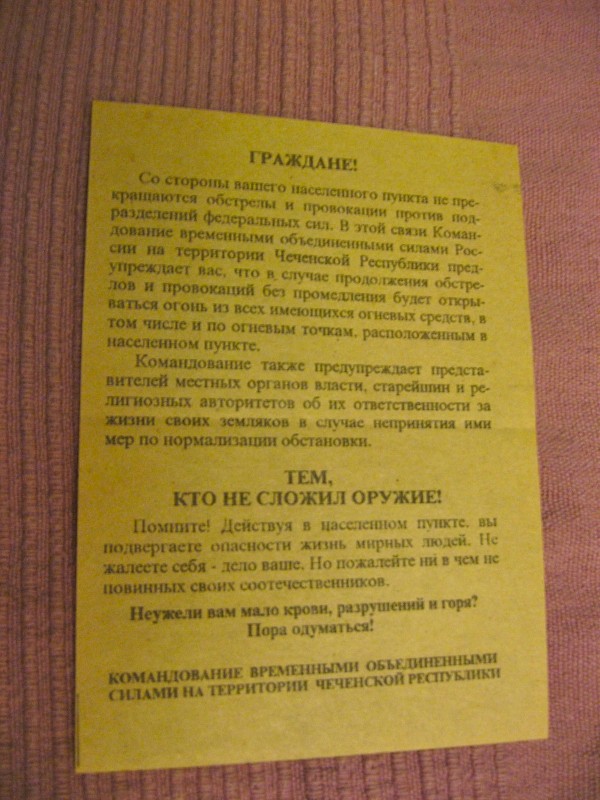 ГРАЖДАНЕ!
Со стороны вашего населенного пункта не пре-
кращаются обстрелы и провокации против под-
разделений федеральных сил. В этой связи Коман-
дование временными объединенными силами Рос-
сии на территории Чеченской Республики пред-
упреждает вас, что в случае продолжения обстре-
лов и провокаций без промедления будет откры-
ваться огонь из всех имеющихся огневых средств, в
том числе и по огневым точкам, расположенным в
населенном пункте.
Командование также предупреждает предста-
вителей местных органов власти, старейшин и ре-
лигиозных авторитетов об их ответственности за
жизни своих земляков в случае непринятия ими
мер по нормализации обстановки.
ТЕМ,
КТО НЕ СЛОЖИЛ ОРУЖИЕ!
Помните! Действуя в населенном пункте, вы
подвергаете опасности жизнь мирных людей. Не
жалеете себя - дело ваше. Но пожалейте ни в чем не
повинных своих соотечественников.
Неужели вам мало крови, разрушений и горя?
Пора одуматься!
КОМАНДОВАНИЕ ВРЕМЕННЫМИ ОБЪЕДИНЕННЫМИ
СИЛАМИ НА ТЕРРИТОРИИ ЧЕЧЕНСКОЙ РЕСПУБЛИКИ